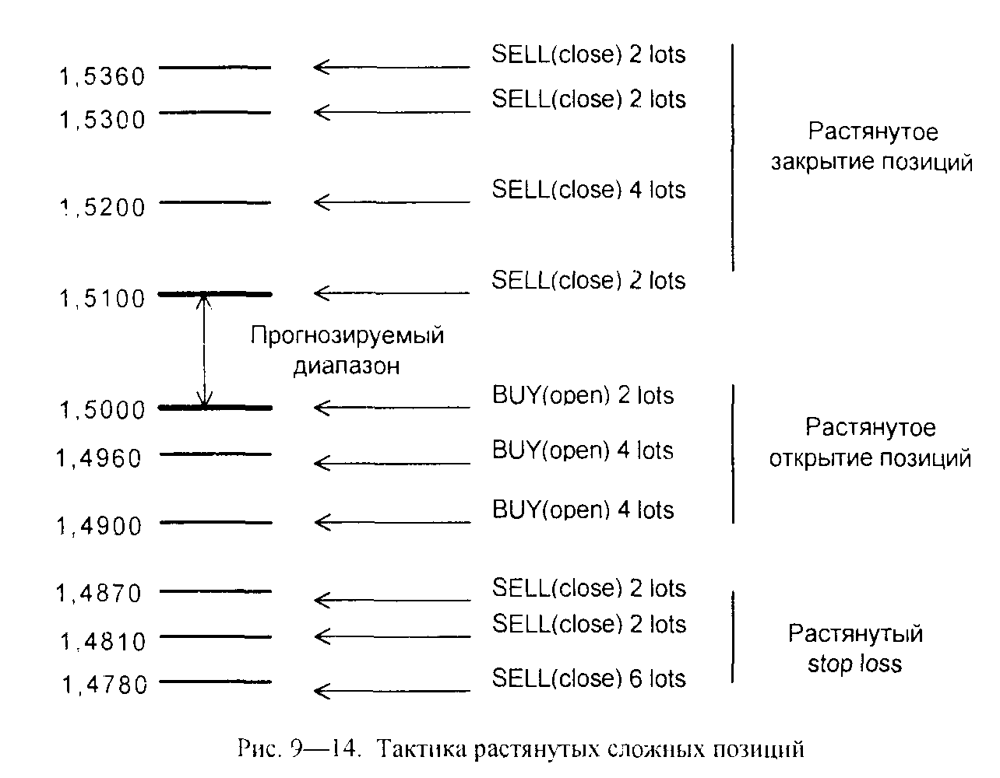 1,5360 SELL(close) 2 lots
1,5300 SELL(close) 2 lots
Растянутое
закрытие позиций
1,5200 SELL(close) 4 lots
1,5100 SELL(close) 2 lots
Прогнозируемый
диапазон
1,5000 BUY(open) 2 lots
1,4960 BUY(open) 4 lots
Растянутое
открытие позиций
1,4900 BUY(open) 4 lots
1,4870 SELL(close) 2 lots
1,4810 SELL(close) 2 lots
Растянутый
stop loss
1,4780 SELL(close) 6 lots
Рис. 9—14. Тактика растянутых сложных позиций